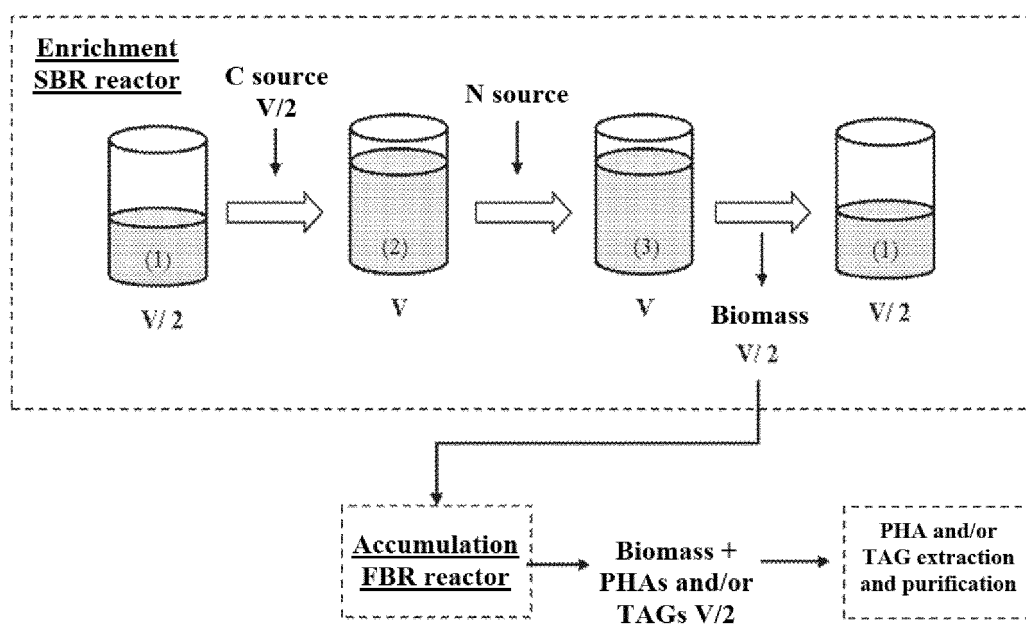 Enrichment
SBR reactor
C source
V/2
N source
(1)
(2)
(3)
(1)
V/ 2
V
V
V/ 2
Biomass
V/ 2
Accumulation
FBR reactor
Biomass +
PHAs and/or
TAGs V/2
PHA and/or
TAG extraction
and purification